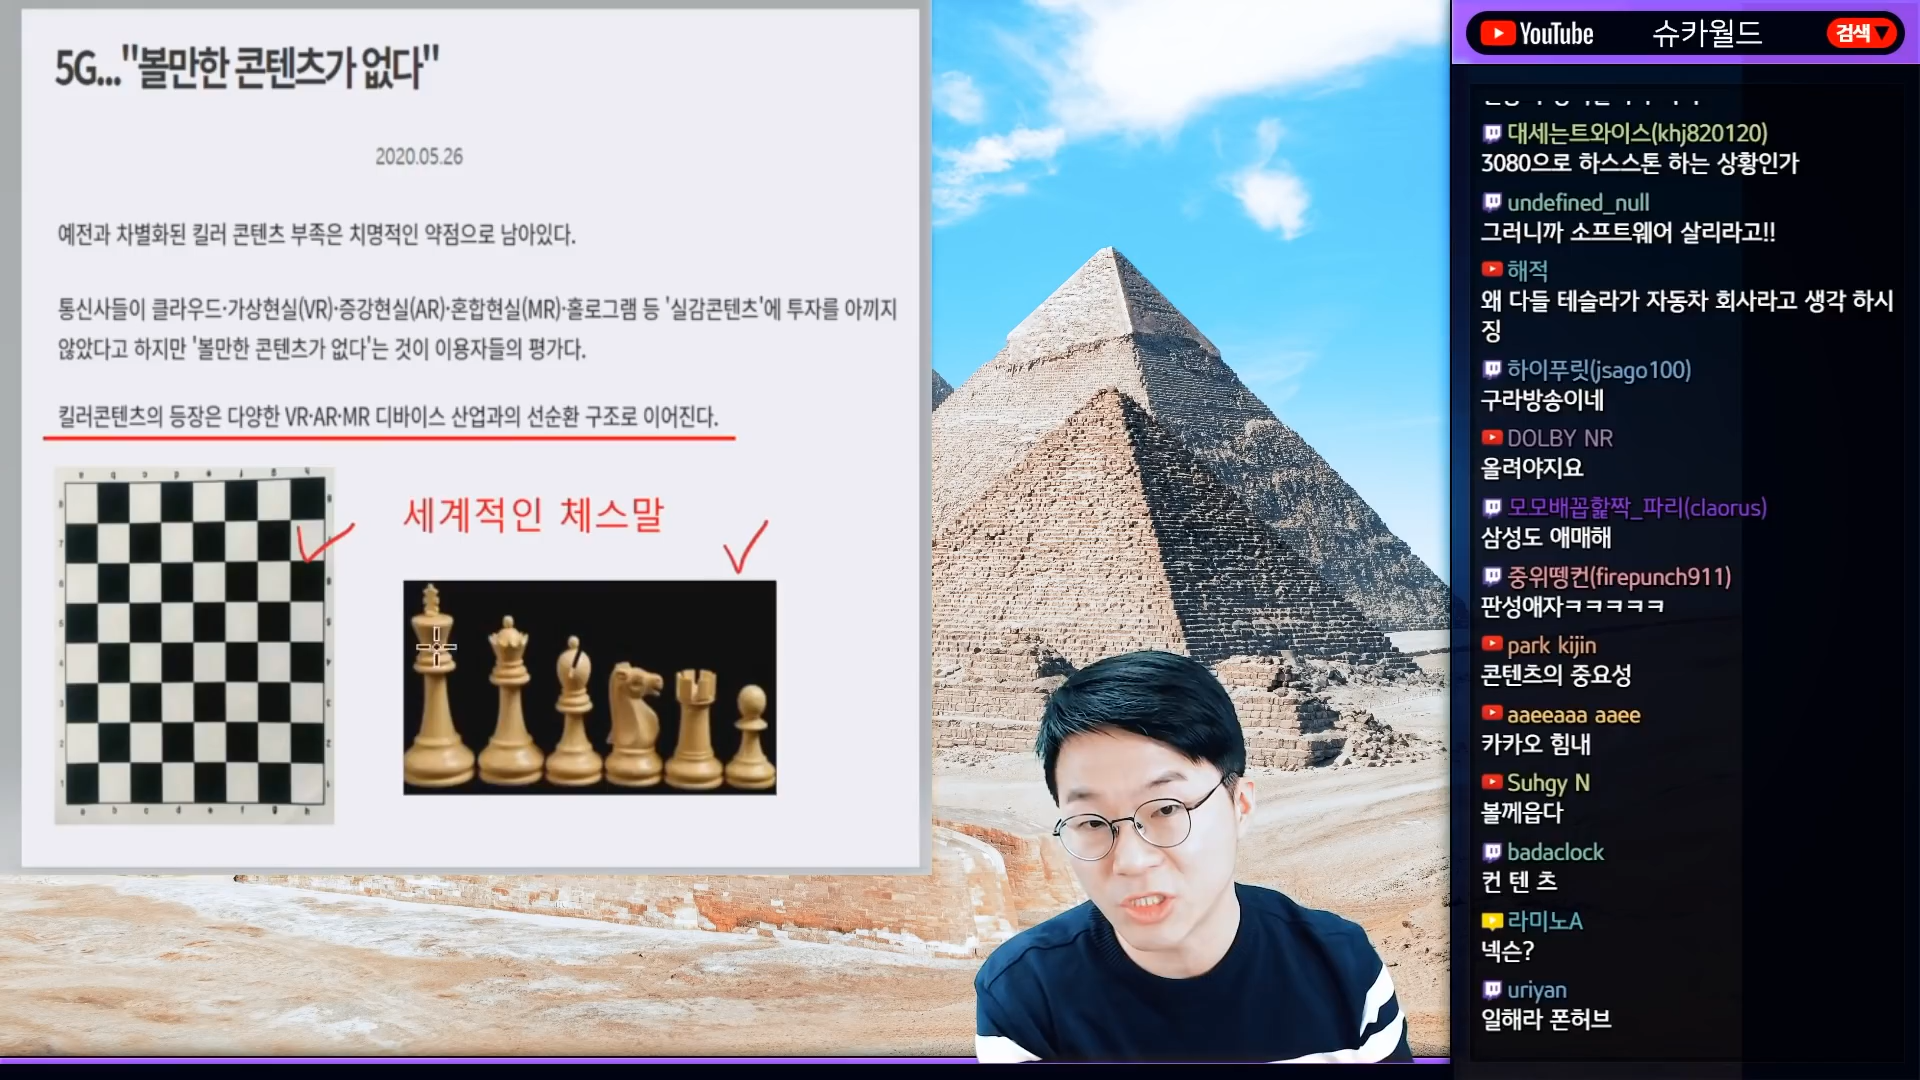 5G..."볼만한 콘텐츠가 없다"
2020.05.26
예전과 차별화된 킬러 콘텐츠 부족은 치명적인 약점으로 남아있다.
통신사들이 클라우드·가상현실(VR)·증강현실(AR)·혼합현실(MR)·홀로그램 등 '실감콘텐츠'에 투자를 아끼지
않았다고 하지만 '볼만한 콘텐츠가 없다'는 것이 이용자들의 평가다.
킬러콘텐츠의 등장은 다양한 VR·AR·MR 디바이스 산업과의 선순환 구조로 이어진다.
세계적인 체스말
YouTube 슈카월드 검색▼
대세는트와이스(khj820120)
3080으로 하스스톤 하는 상황인가
undefined_null
그러니까 소프트웨어 살리라고!!
해적
왜 다들 테슬라가 자동차 회사라고 생각 하시
징
하이푸릿(jsago100)
구라방송이네
DOLBY NR
올려야지요
모모배꼽핥짝_파리(claorus)
삼성도 애매해
중위뗑컨(firepunch911)
판성애자ㅋㅋㅋㅋㅋ
park kijin
콘텐츠의 중요성
aaeeaaa aaee
카카오 힘내
Suhgy N
볼께읍다
badaclock
컨 텐 츠
라미노A
넥슨?
uriyan
일해라 폰허브